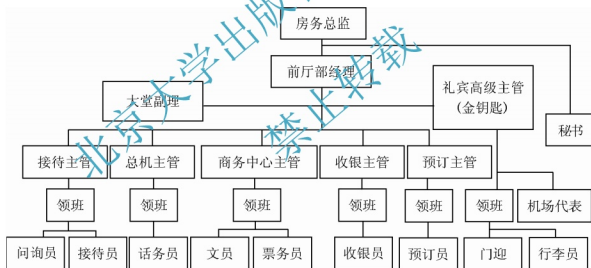 房务总监
前厅部经理
大堂副理
礼宾高级主管
(金钥匙)
秘书
接待主管
总机主管
商务中心主管
收银主管
预订主管
领班
领班
领班
领班
领班
领班
机场代表
问询员
接待员
话务员
文员
票务员
收银员
预订员
门迎
行李员
北京大学出版
禁止转载